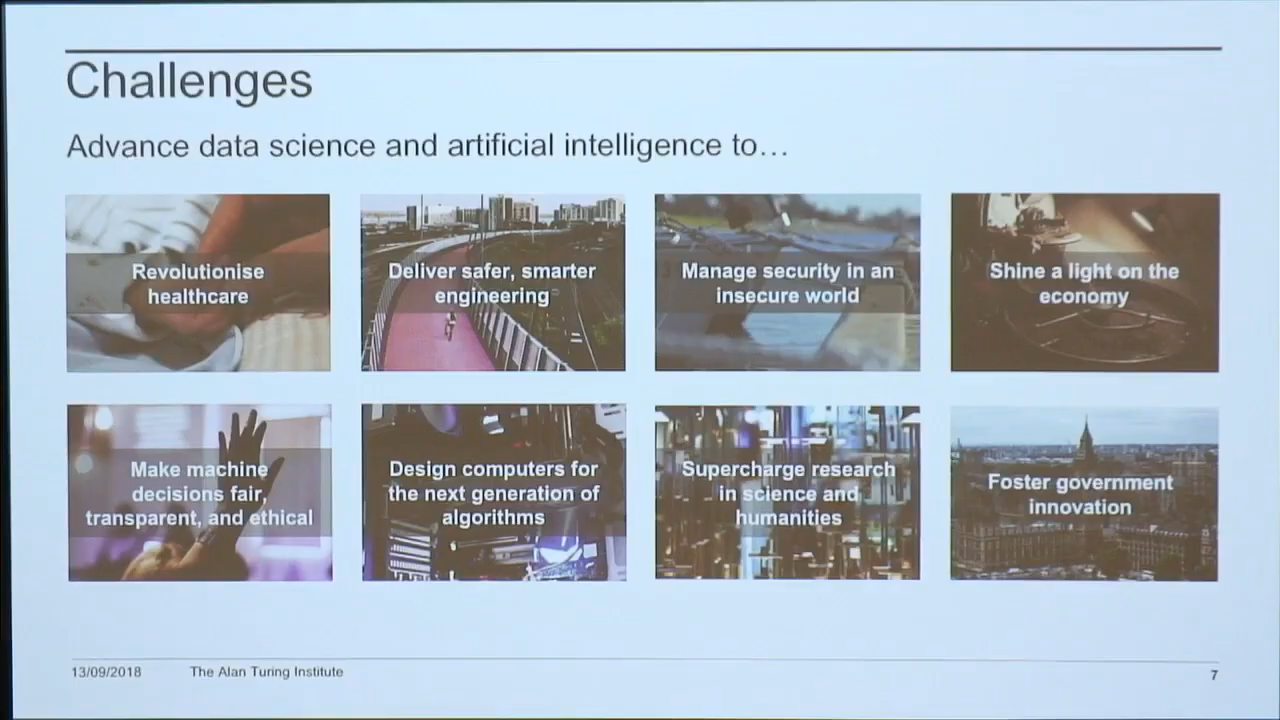 Challenges
Advance data science and artificial intelligence to…
Revolutionise
healthcare
Deliver safer, smarter
engineering
Manage security in an
insecure world
Shine a light on the
economy
Make machine
decisions fair,
transparent, and ethical
Design computers for
the next generation of
algorithms
Supercharge research
in science and
humanities
Foster government
innovation
13/09/2018
The Alan Turing Institute
7